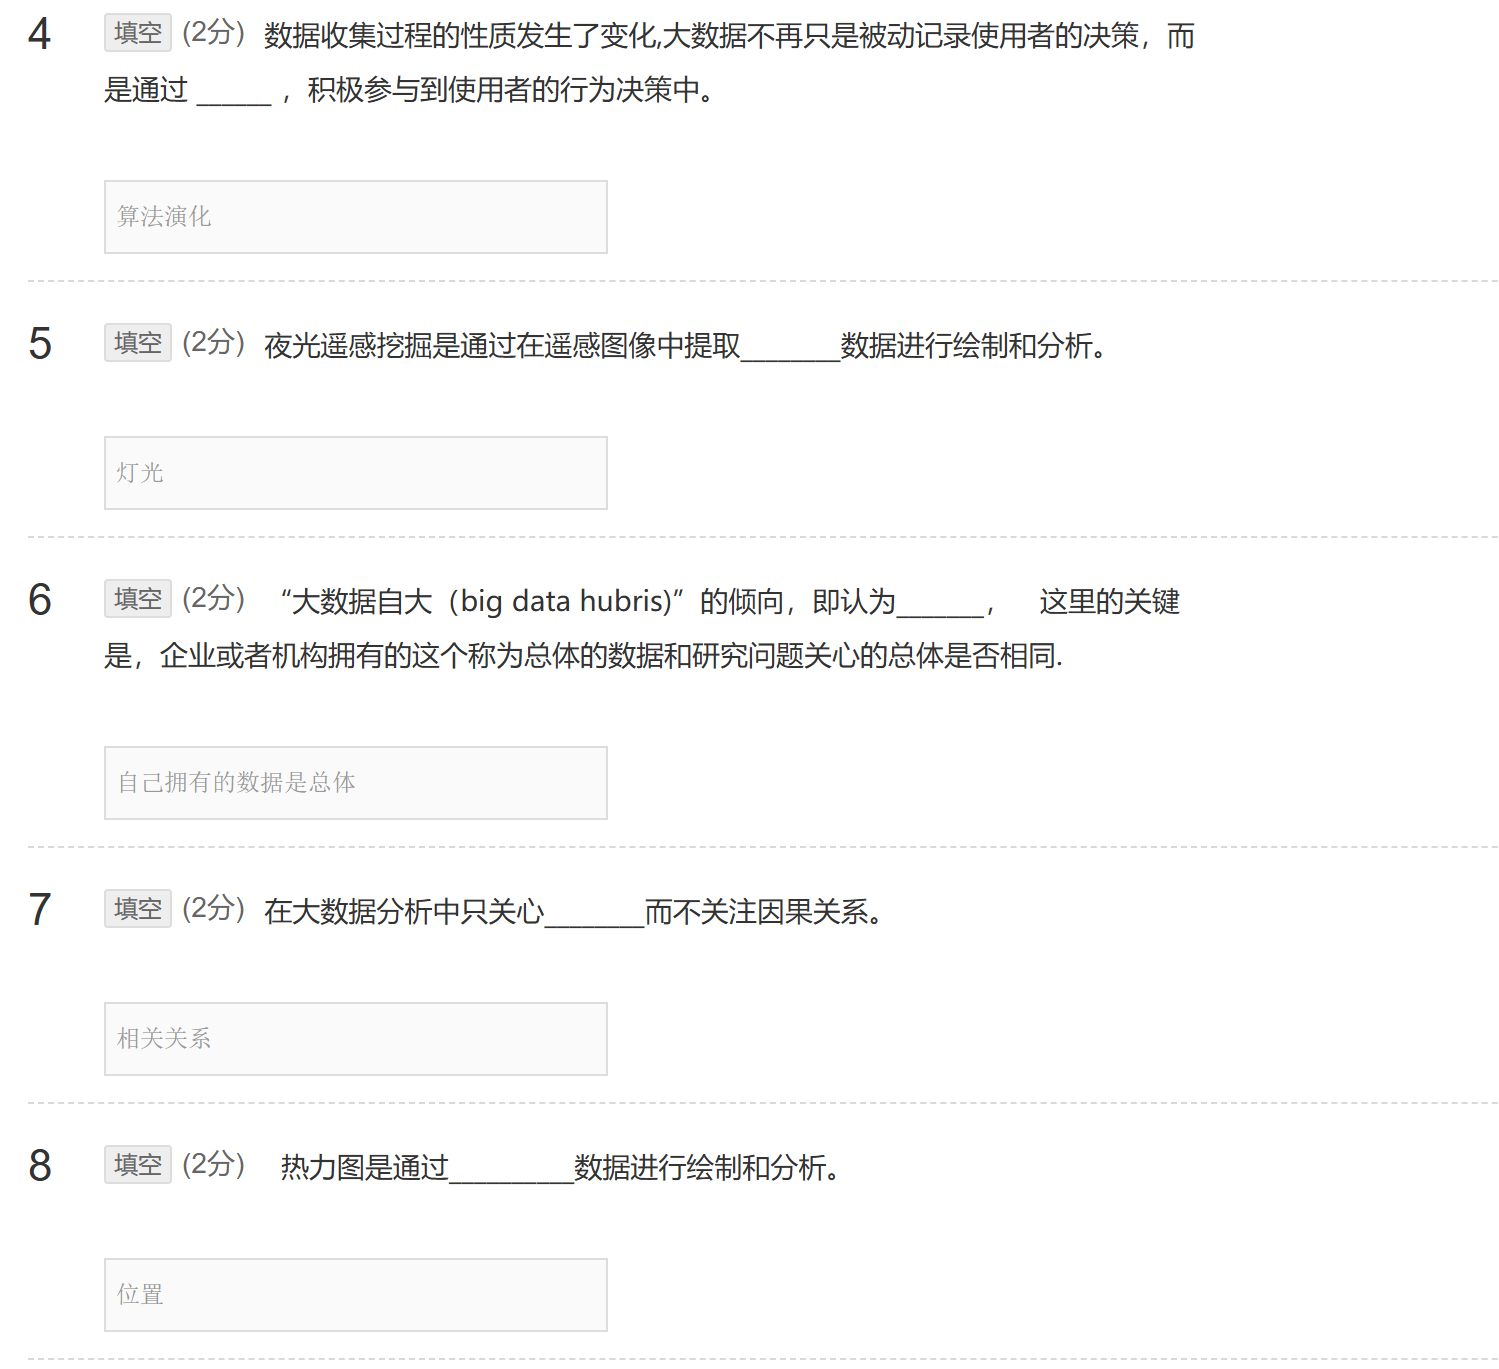 4 填空 (2分) 数据收集过程的性质发生了变化,大数据不再只是被动记录使用者的决策，而
是通过 ______ ，积极参与到使用者的行为决策中。
算法演化
5 填空 (2分) 夜光遥感挖掘是通过在遥感图像中提取________数据进行绘制和分析。
灯光
6 填空 (2分) “大数据自大（big data hubris)”的倾向，即认为_______， 这里的关键
是，企业或者机构拥有的这个称为总体的数据和研究问题关心的总体是否相同.
自己拥有的数据是总体
7 填空 (2分) 在大数据分析中只关心________而不关注因果关系。
相关关系
8 填空 (2分) 热力图是通过__________数据进行绘制和分析。
位置